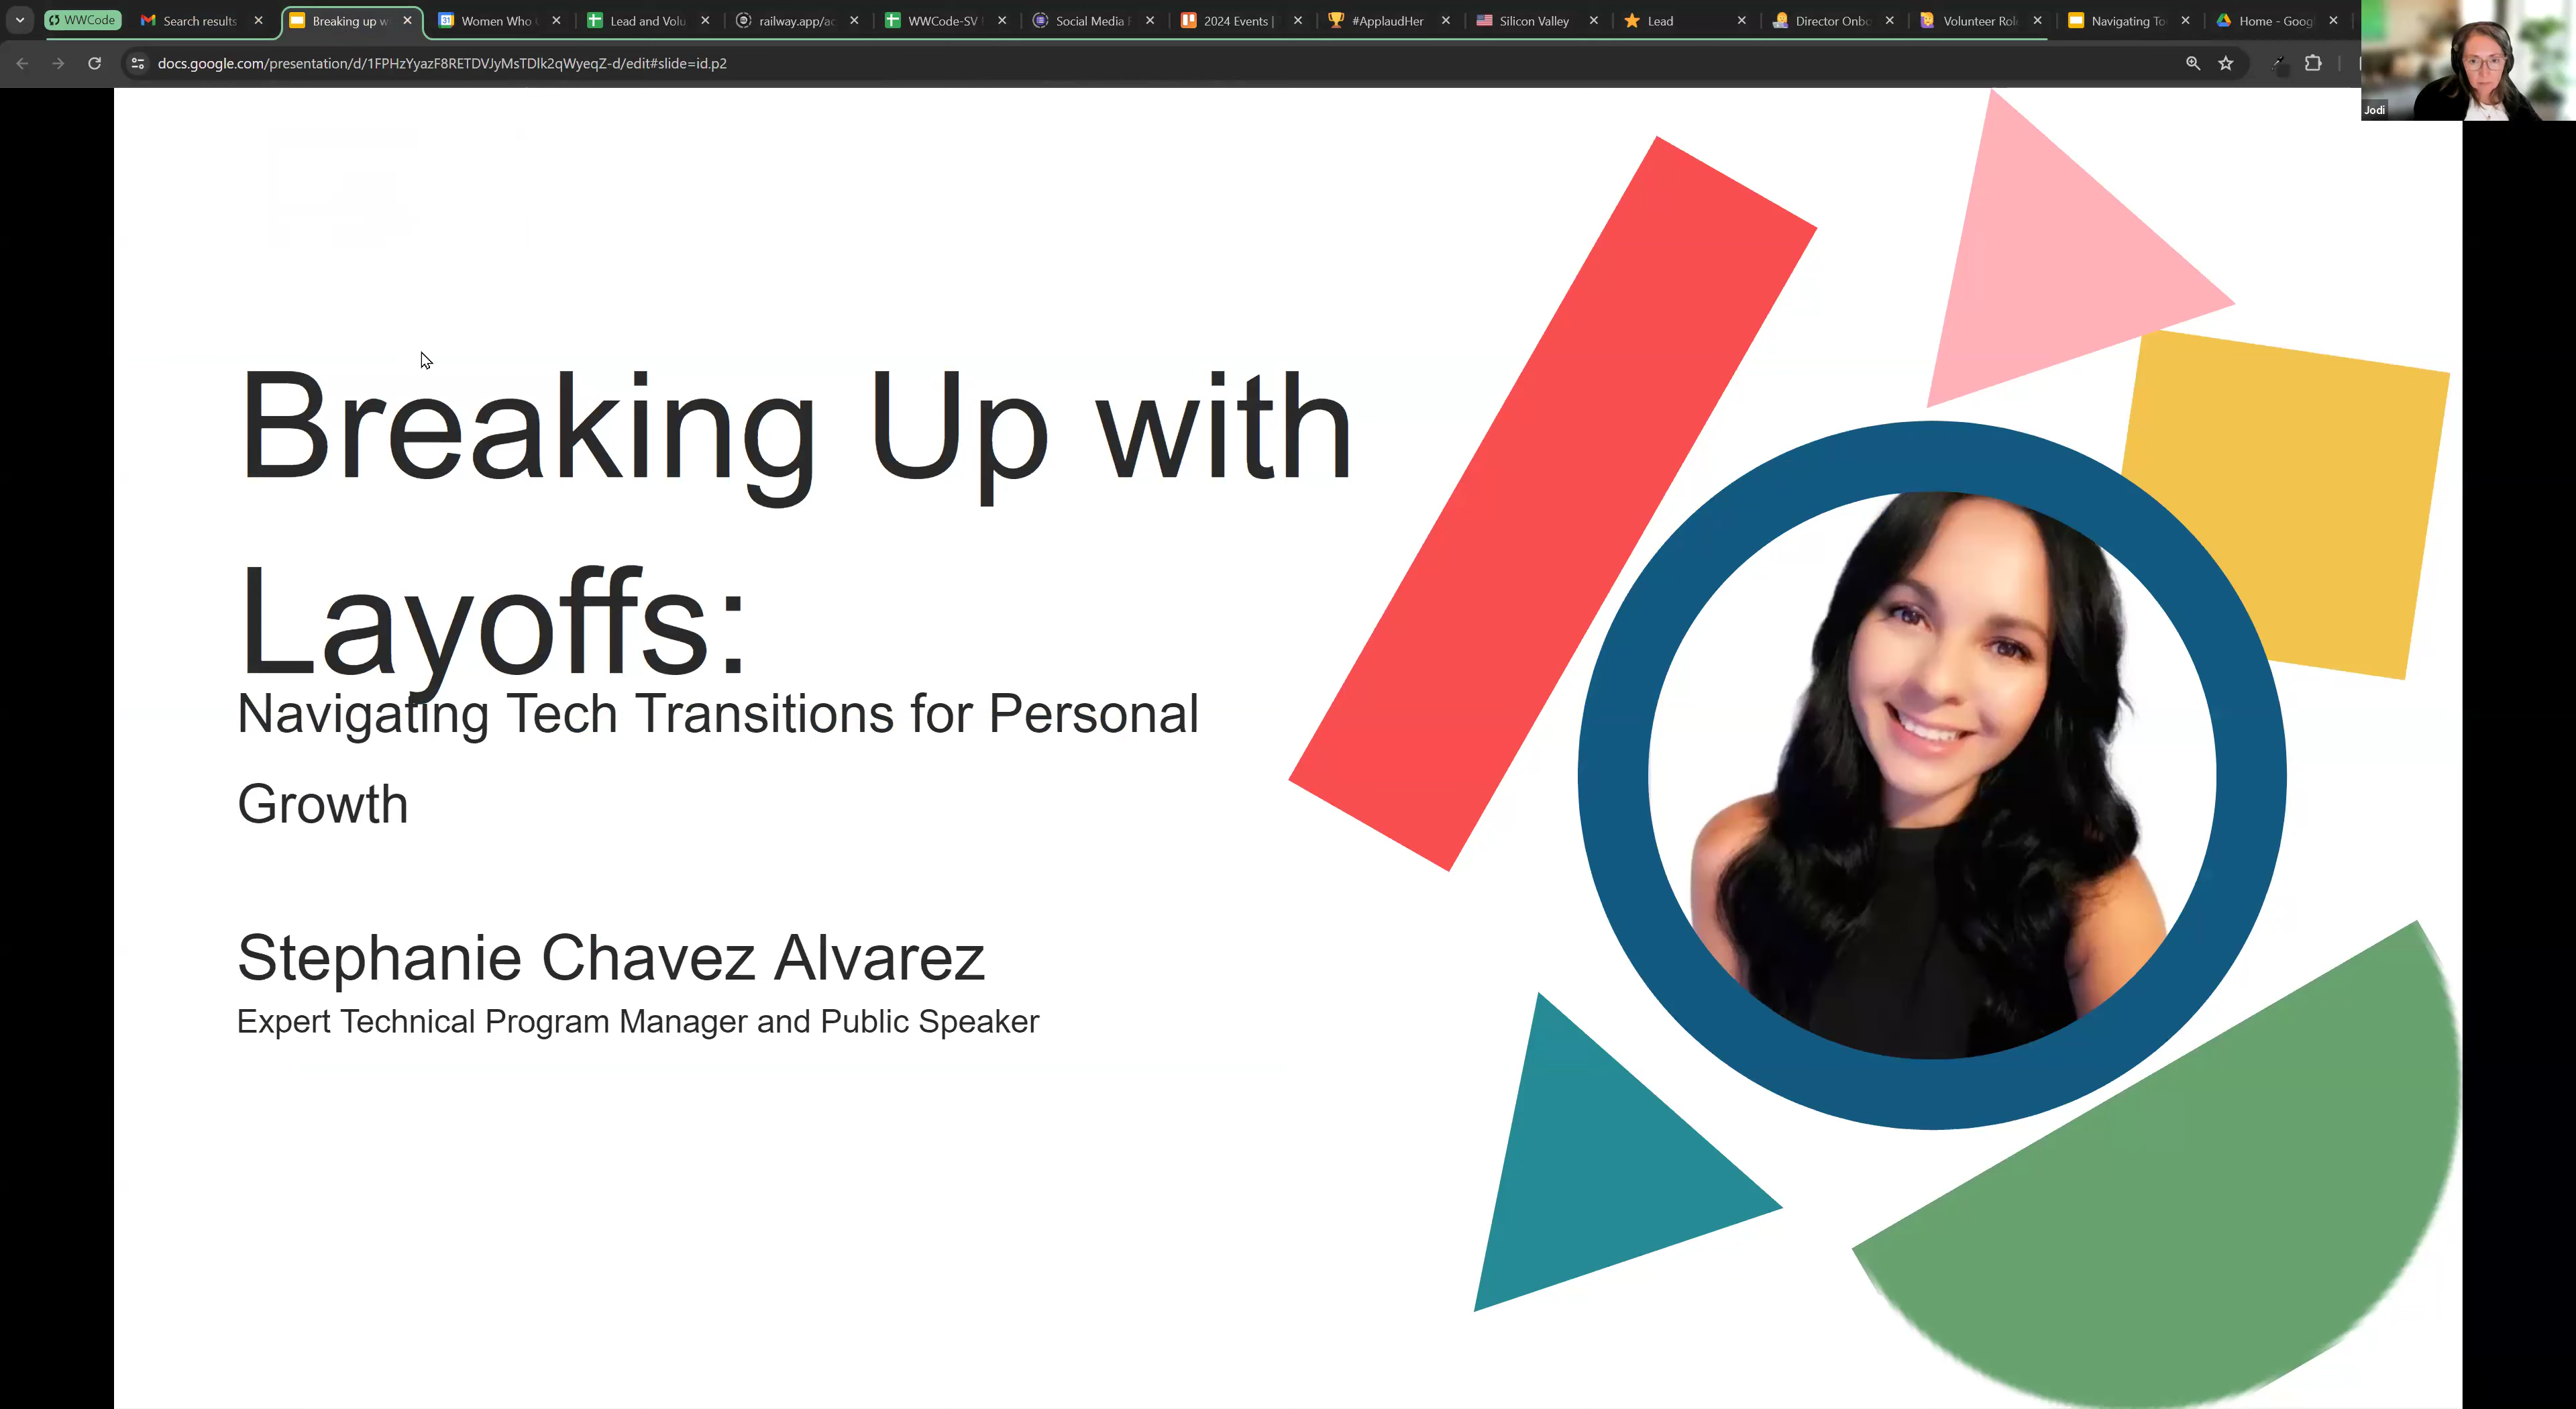 WWCode
Search results
Breaking up w
Women Who
Lead and Volu
railway.app/ac
WWCode-SV
Social Media
2024 Events |
#ApplaudHer
Silicon Valley
Lead
Director Onbo
Volunteer Rol
Navigating To
Home - Goog
docs.google.com/presentation/d/1FPHzYyazF8RETDVJyMsTDlk2qWyeqZ-d/edit#slide=id.p2
Jodi
Breaking Up with
Layoffs:
Navigating Tech Transitions for Personal
Growth
Stephanie Chavez Alvarez
Expert Technical Program Manager and Public Speaker